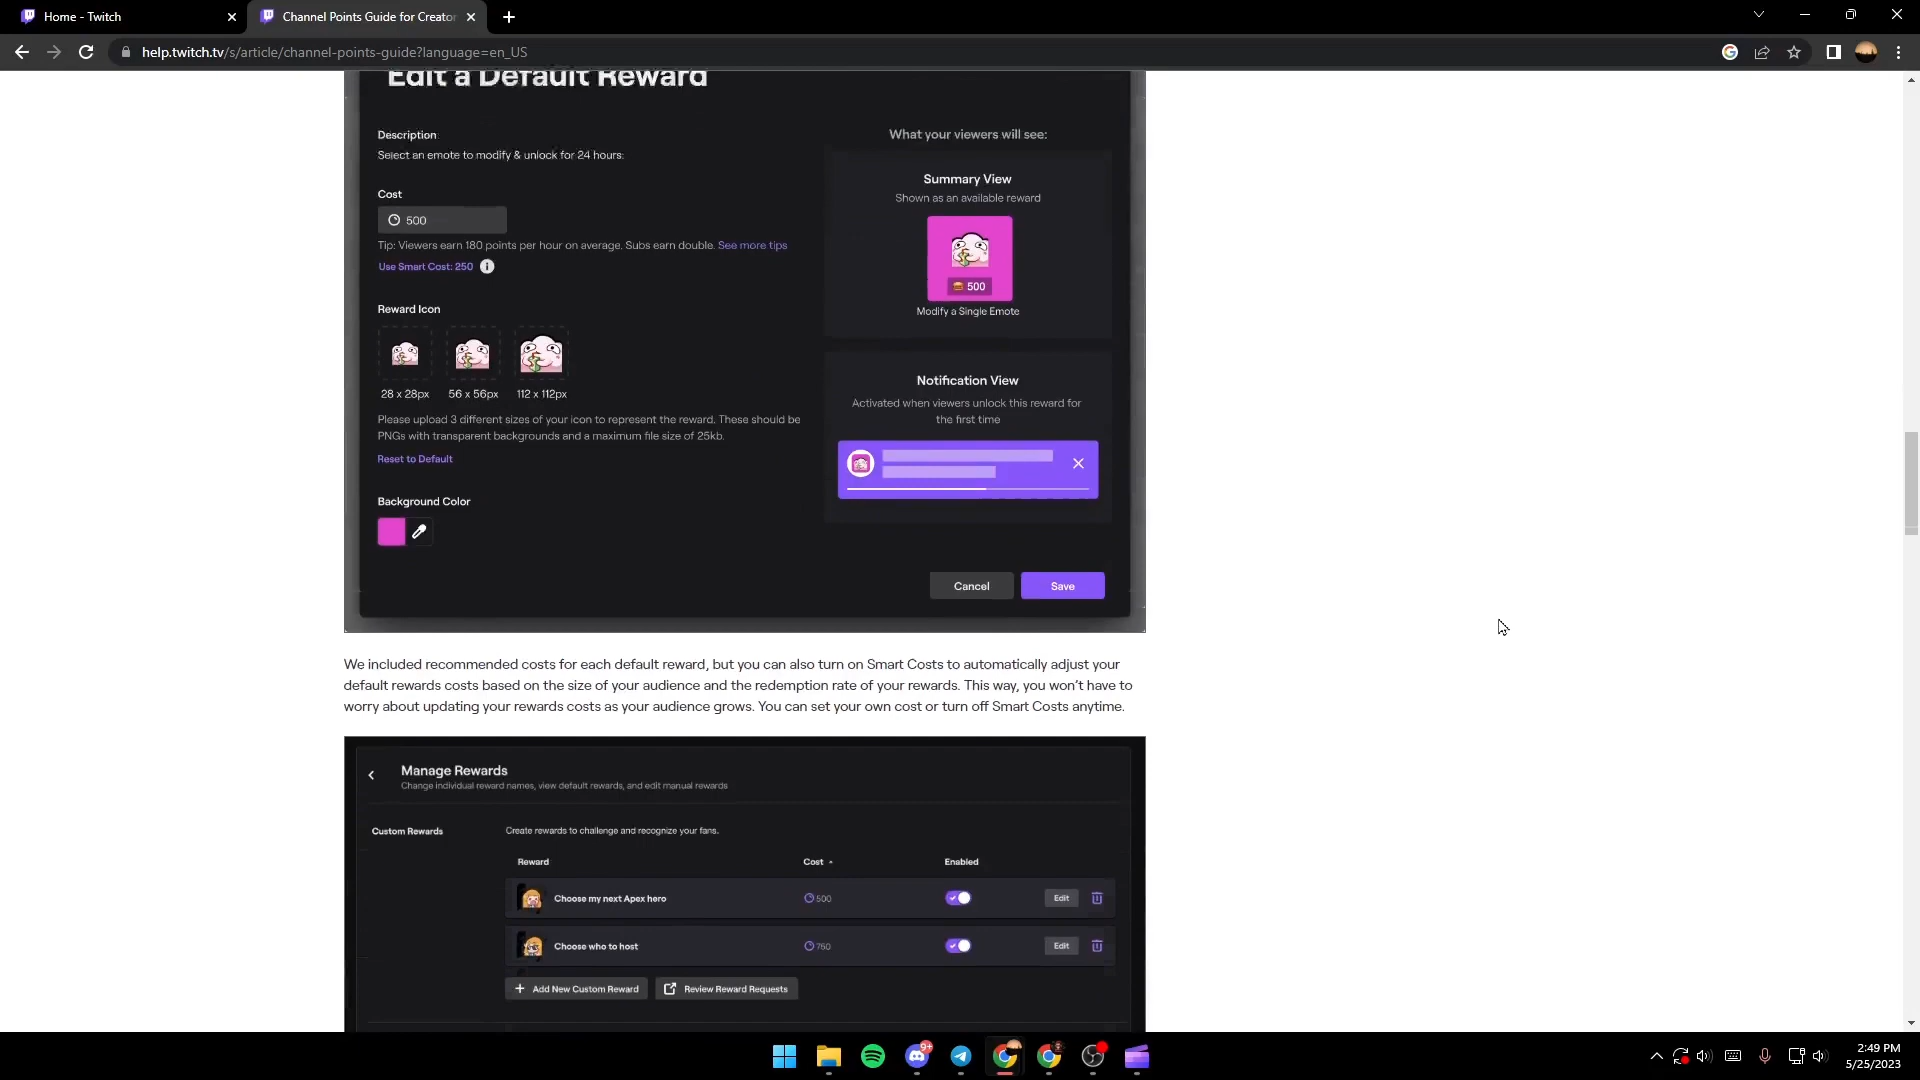 Home - Twitch
Channel Points Guide for Creator
help.twitch.tv/s/article/channel-points-guide?language=en_US
Edit a Default Reward
Description
Select an emote to modify & unlock for 24 hours:
Cost
500
Tip: Viewers earn 180 points per hour on average. Subs earn double. See more tips
Use Smart Cost: 250
Reward Icon
28 x 28px 56 x 56px 112 x 112px
Please upload 3 different sizes of your icon to represent the reward. These should be
PNGs with transparent backgrounds and a maximum file size of 25kb.
Reset to Default
Background Color
What your viewers will see:
Summary View
Shown as an available reward
500
Modify a Single Emote
Notification View
Activated when viewers unlock this reward for
the first time
Cancel Save
We included recommended costs for each default reward, but you can also turn on Smart Costs to automatically adjust your
default rewards costs based on the size of your audience and the redemption rate of your rewards. This way, you won’t have to
worry about updating your rewards costs as your audience grows. You can set your own cost or turn off Smart Costs anytime.
Manage Rewards
Change individual reward names, view default rewards, and edit manual rewards
Custom Rewards
Create rewards to challenge and recognize your fans.
Reward Cost Enabled
Choose my next Apex hero 500 Edit
Choose who to host 750 Edit
+ Add New Custom Reward Review Reward Requests
9+
2:49 PM
5/25/2023